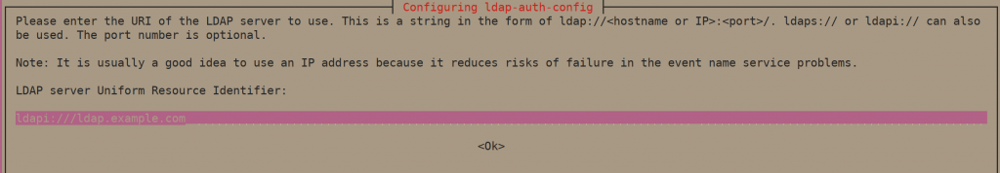 Configuring ldap-auth-config
Please enter the URI of the LDAP server to use. This is a string in the form of ldap://<hostname or IP>:<port>/. ldaps:// or ldapi:// can also
be used. The port number is optional.
Note: It is usually a good idea to use an IP address because it reduces risks of failure in the event name service problems.
LDAP server Uniform Resource Identifier:
ldapi:///ldap.example.com
<Ok>